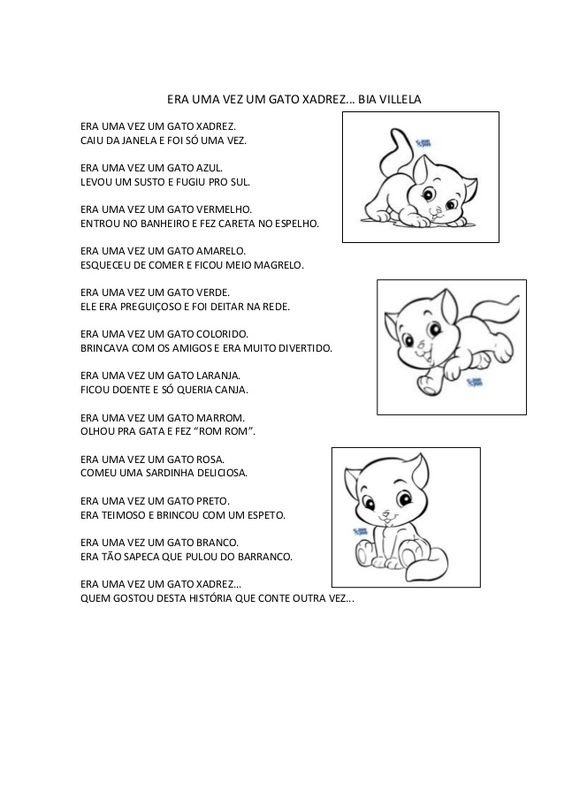 ERA UMA VEZ UM GATO XADREZ... BIA VILLELA
ERA UMA VEZ UM GATO XADREZ.
CAIU DA JANELA E FOI SÓ UMA VEZ.
ERA UMA VEZ UM GATO AZUL.
LEVOU UM SUSTO E FUGIU PRO SUL.
ERA UMA VEZ UM GATO VERMELHO.
ENTROU NO BANHEIRO E FEZ CARETA NO ESPELHO.
ERA UMA VEZ UM GATO AMARELO.
ESQUECEU DE COMER E FICOU MEIO MAGRELO.
ERA UMA VEZ UM GATO VERDE.
ELE ERA PREGUIÇOSO E FOI DEITAR NA REDE.
ERA UMA VEZ UM GATO COLORIDO.
BRINCAVA COM OS AMIGOS E ERA MUITO DIVERTIDO.
ERA UMA VEZ UM GATO LARANJA.
FICOU DOENTE E SÓ QUERIA CANJA.
ERA UMA VEZ UM GATO MARROM.
OLHOU PRA GATA E FEZ “ROM ROM”.
ERA UMA VEZ UM GATO ROSA.
COMEU UMA SARDINHA DELICIOSA.
ERA UMA VEZ UM GATO PRETO.
ERA TEIMOSO E BRINCOU COM UM ESPETO.
ERA UMA VEZ UM GATO BRANCO.
ERA TÃO SAPECA QUE PULOU DO BARRANCO.
ERA UMA VEZ UM GATO XADREZ...
QUEM GOSTOU DESTA HISTÓRIA QUE CONTE OUTRA VEZ...